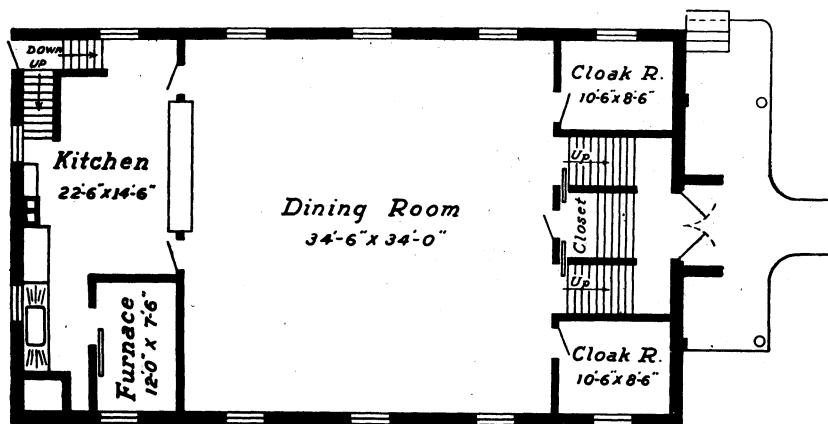 DOWN
UP
Kitchen
22'-6" X 14'-6"
Furnace
12'-0" X 7'-6"
Dining Room
34'-6" X 34'-0"
Cloak R.
10'-6" x 8'-6"
Up
Closet
Up
Cloak R.
10'-6" x 8'-6"